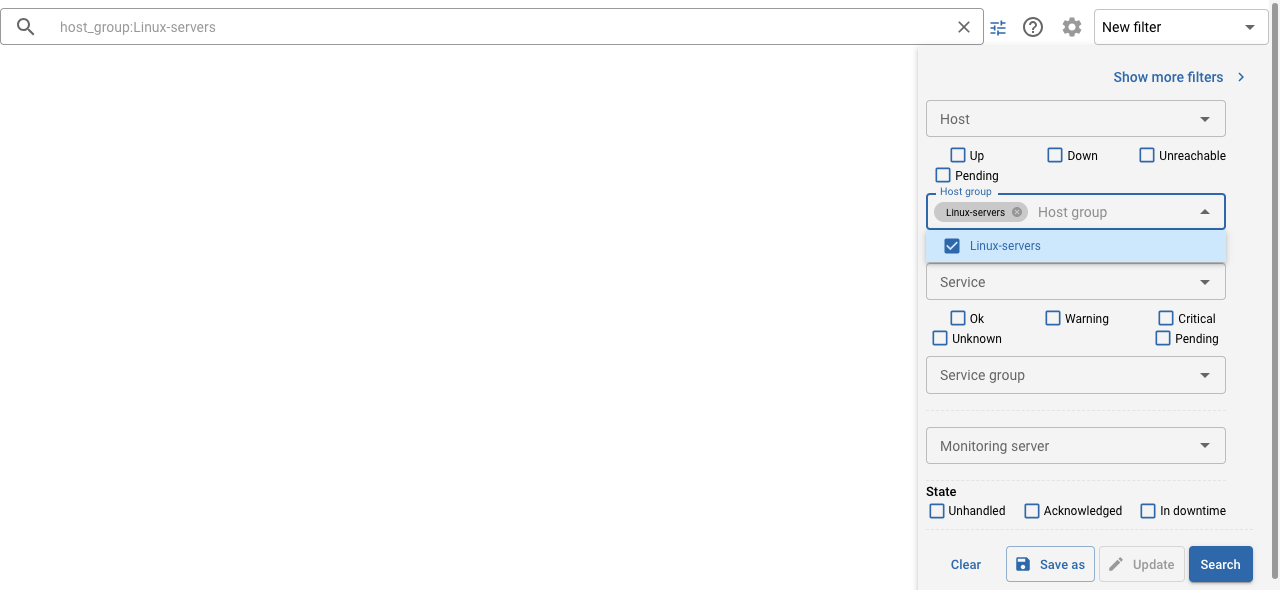 host_group:Linux-servers
New filter
Show more filters
Host
Up Down Unreachable
Pending
Host group
Linux-servers Host group
Linux-servers
Service
Ok Warning Critical
Unknown Pending
Service group
Monitoring server
State
Unhandled Acknowledged In downtime
Clear Save as Update Search